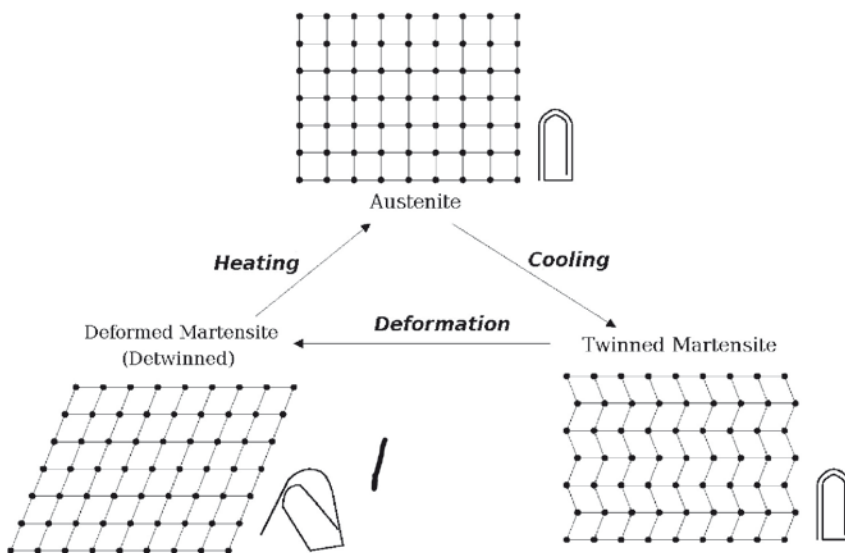 Austenite
Heating
Cooling
Deformation
Deformed Martensite
(Detwinned)
Twinned Martensite